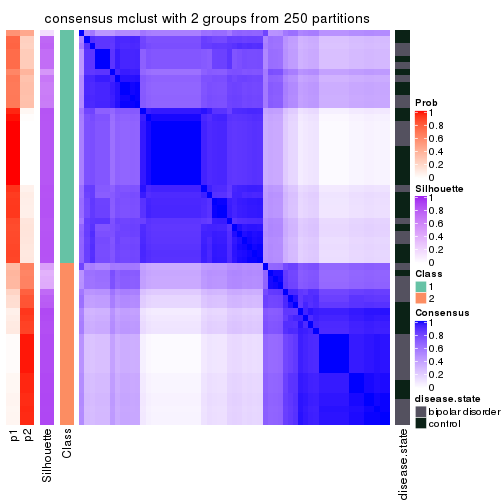 consensus mclust with 2 groups from 250 partitions
p1
p2
Silhouette
Class
disease.state
Prob
1
0.8
0.6
0.4
0.2
0
Silhouette
1
0.8
0.6
0.4
0.2
0
Class
1
2
Consensus
1
0.8
0.6
0.4
0.2
0
disease.state
bipolar disorder
control